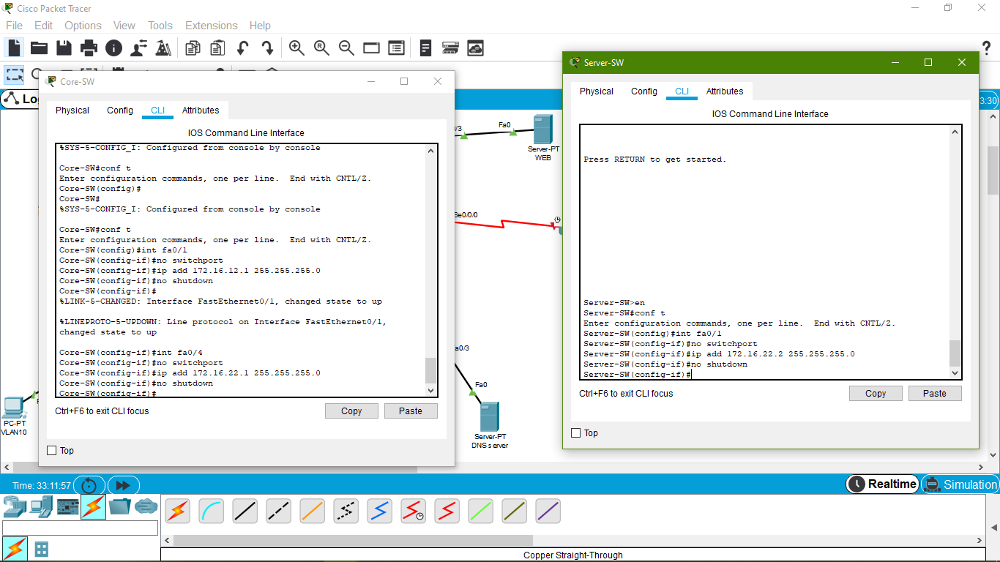 Cisco Packet Tracer
File Edit Options View Tools Extensions Help
Core-SW
Physical Config CLI Attributes
IOS Command Line Interface
%SYS-5-CONFIG_I: Configured from console by console
Core-SW#conf t
Enter configuration commands, one per line. End with CNTL/Z.
Core-SW(config)#
Core-SW#
%SYS-5-CONFIG_I: Configured from console by console
Core-SW#conf t
Enter configuration commands, one per line. End with CNTL/Z.
Core-SW(config)#int fa0/1
Core-SW(config-if)#no switchport
Core-SW(config-if)#ip add 172.16.12.1 255.255.255.0
Core-SW(config-if)#no shutdown
Core-SW(config-if)#
%LINK-5-CHANGED: Interface FastEthernet0/1, changed state to up
%LINEPROTO-5-UPDOWN: Line protocol on Interface FastEthernet0/1,
changed state to up
Core-SW(config-if)#int fa0/4
Core-SW(config-if)#no switchport
Core-SW(config-if)#ip add 172.16.22.1 255.255.255.0
Core-SW(config-if)#no shutdown
Core-SW(config-if)#
Ctrl+F6 to exit CLI focus
Copy Paste
Top
Server-SW
Physical Config CLI Attributes
IOS Command Line Interface
Press RETURN to get started.
Server-SW>en
Server-SW#conf t
Enter configuration commands, one per line. End with CNTL/Z.
Server-SW(config)#int fa0/1
Server-SW(config-if)#no switchport
Server-SW(config-if)#ip add 172.16.22.2 255.255.255.0
Server-SW(config-if)#no shutdown
Server-SW(config-if)#
Ctrl+F6 to exit CLI focus
Copy Paste
Top
Lo
3:30
/3
Fa0
Server-PT
WEB
Se0/0/0
a0/3
Fa0
Server-PT
DNS server
PC-PT
VLAN10
Time: 33:11:57
Realtime
Simulation
Copper Straight-Through
?